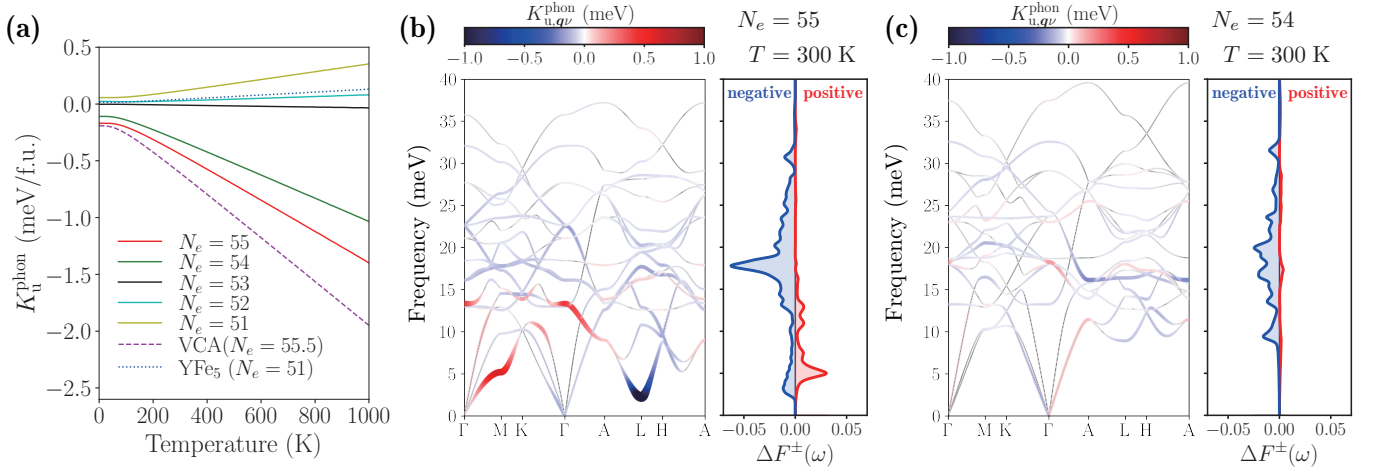 (a)
0.5
0.0
−0.5
−1.0
−1.5
−2.0
−2.5
K_u^phon (meV/f.u.)
N_e = 55
N_e = 54
N_e = 53
N_e = 52
N_e = 51
VCA(N_e = 55.5)
YFe₅ (N_e = 51)
0 200 400 600 800 1000
Temperature (K)
(b)
K_{u,qν}^phon (meV)
−1.0 −0.5 0.0 0.5 1.0
N_e = 55
T = 300 K
40
35
30
25
20
15
10
5
0
Frequency (meV)
Γ M K Γ A L H A
negative positive
−0.05 0.00 0.05
ΔF^±(ω)
(c)
K_{u,qν}^phon (meV)
−1.0 −0.5 0.0 0.5 1.0
N_e = 54
T = 300 K
40
35
30
25
20
15
10
5
0
Frequency (meV)
Γ M K Γ A L H A
negative positive
−0.05 0.00 0.05
ΔF^±(ω)